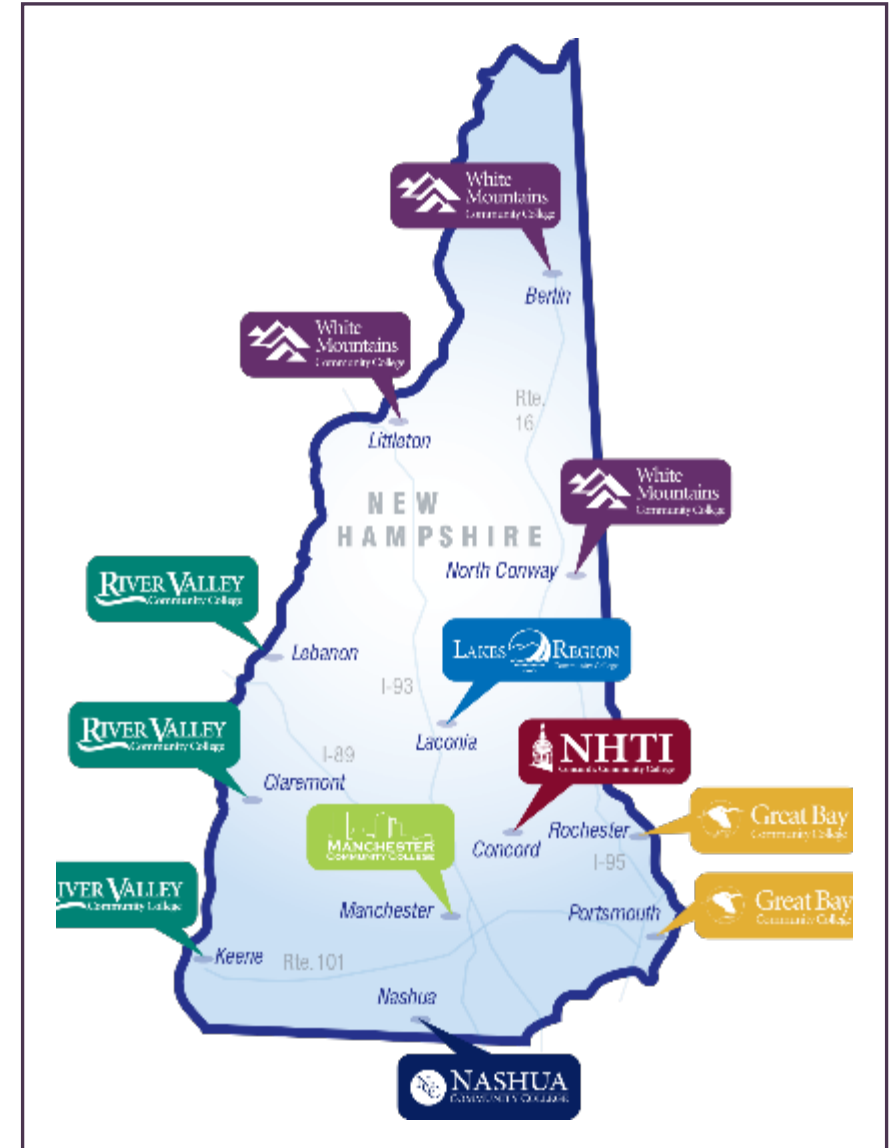 White
Mountains
Community College
Berlin
White
Mountains
Community College
Littleton
Rte.
16
White
Mountains
Community College
NEW
HAMPSHIRE
North Conway
RIVER VALLEY
Community College
Lebanon
LAKES REGION
Community College
I-93
RIVER VALLEY
Community College
Laconia
NHTI
Concord's Community College
I-89
Claremont
Great Bay
Community College
MANCHESTER
COMMUNITY COLLEGE
Concord
Rochester
I-95
IVER VALLEY
Community College
Great Bay
Community College
Manchester
Portsmouth
Keene
Rte. 101
Nashua
NASHUA
COMMUNITY COLLEGE